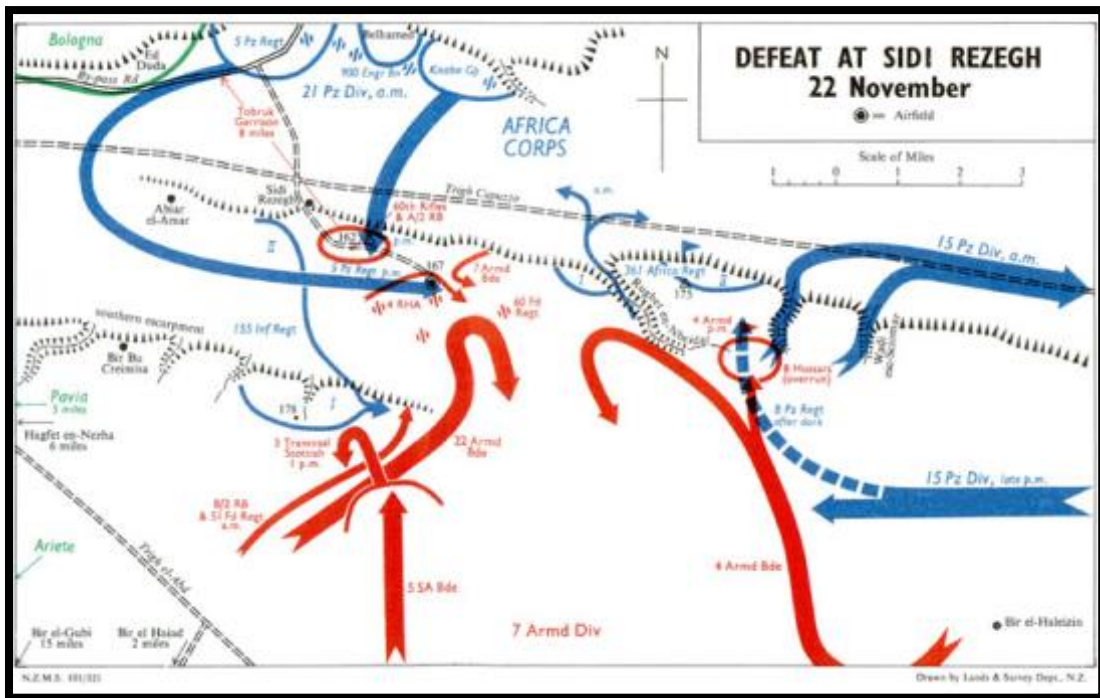 DEFEAT AT SIDI REZEGH
22 November
= Airfield
Scale of Miles
1 0 1 2 3
N
Bologna
Ed
Duda
By-pass Rd
5 Pz Regt
Belhamed
900 Engr Bn
Knabe Gp
21 Pz Div, a.m.
AFRICA
CORPS
Tobruk
Garrison
8 miles
Trigh Capuzzo
a.m.
Sidi
Rezegh
Abiar
el-Amar
60th Rifles
& A/2 RB
162
p.m.
II
5 Pz Regt p.m.
167
7 Armd
Bde
4 RHA
60 Fd
Regt
I
361 Africa Regt
175
II
15 Pz Div, a.m.
4 Armd
p.m.
8 Hussars
(overrun)
southern escarpment
155 Inf Regt
Bir Bu
Creimisa
Pavia
5 miles
Hagfet en-Nezha
6 miles
178
I
3 Transvaal
Scottish
1 p.m.
22 Armd
Bde
8 Pz Regt
after dark
15 Pz Div, late p.m.
& 51 Fd Regt
a.m.
Ariete
Trigh el-Abd
5 SA Bde
4 Armd Bde
7 Armd Div
Bir el-Haleizin
Bir el-Gubi
15 miles
Bir el Haiad
2 miles
Drawn by Lands & Survey Dept., N.Z.